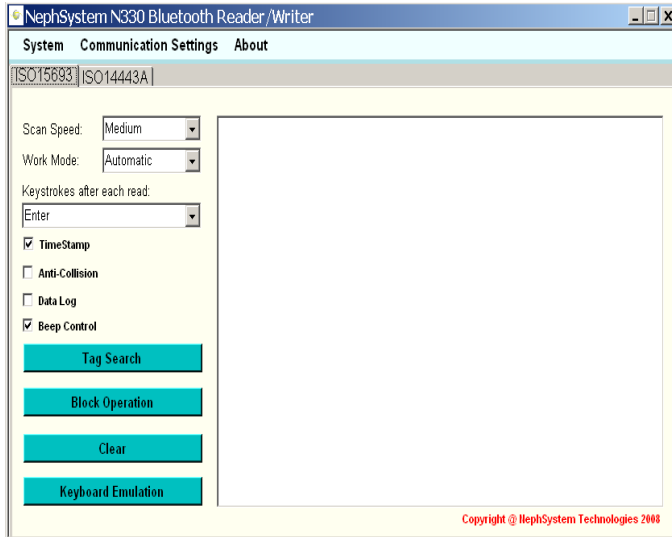 NephSystem N330 Bluetooth Reader/Writer
System Communication Settings About
ISO15693 ISO14443A
Scan Speed: Medium
Work Mode: Automatic
Keystrokes after each read:
Enter
TimeStamp
Anti-Collision
Data Log
Beep Control
Tag Search
Block Operation
Clear
Keyboard Emulation
Copyright @ NephSystem Technologies 2008